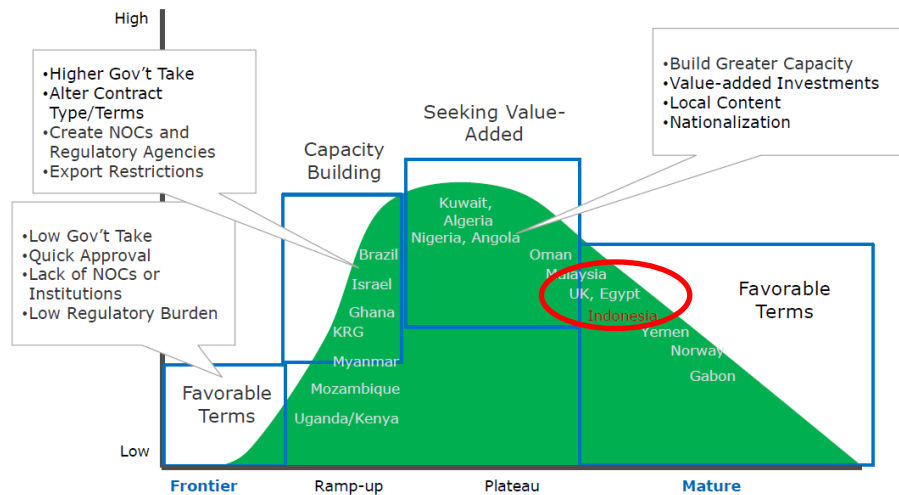 High
•Higher Gov't Take
•Alter Contract
Type/Terms
•Create NOCs and
Regulatory Agencies
•Export Restrictions
•Build Greater Capacity
•Value-added Investments
•Local Content
•Nationalization
Seeking Value-
Added
Capacity
Building
•Low Gov't Take
•Quick Approval
•Lack of NOCs or
Institutions
•Low Regulatory Burden
Kuwait,
Algeria
Nigeria, Angola
Brazil
Israel
Ghana
KRG
Myanmar
Mozambique
Uganda/Kenya
Oman
Malaysia
UK, Egypt
Indonesia
Yemen
Norway
Gabon
Favorable
Terms
Favorable
Terms
Low
Frontier
Ramp-up
Plateau
Mature